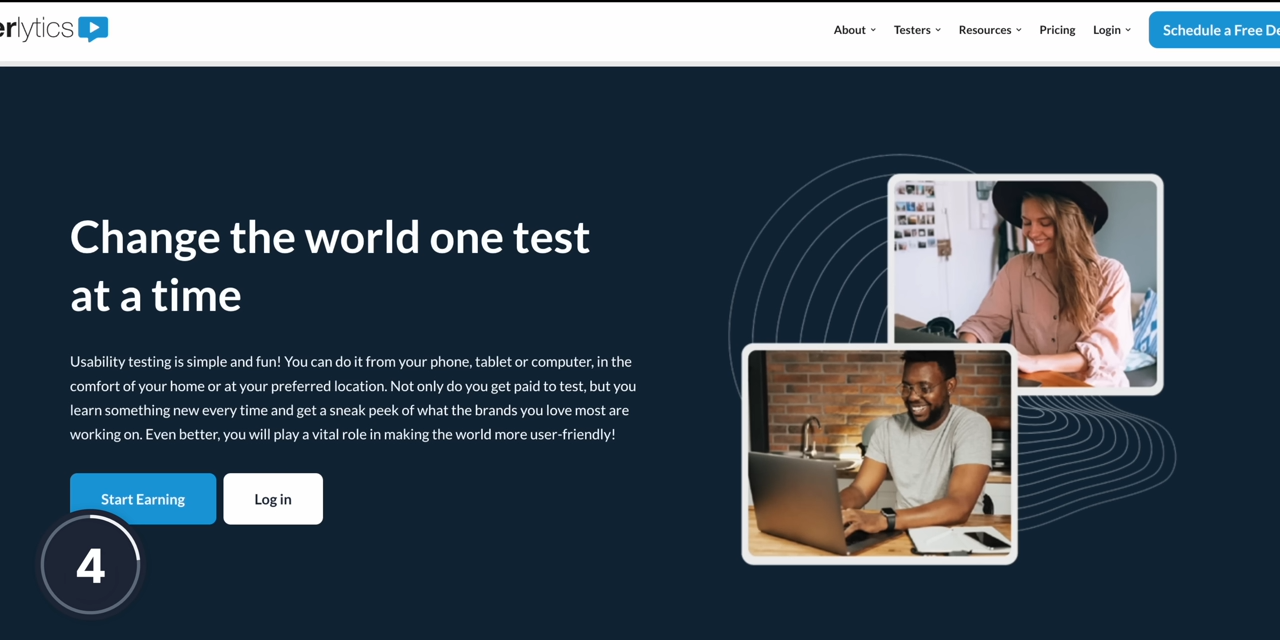 erlytics
About
Testers
Resources
Pricing
Login
Schedule a Free De
Change the world one test
at a time
Usability testing is simple and fun! You can do it from your phone, tablet or computer, in the
comfort of your home or at your preferred location. Not only do you get paid to test, but you
learn something new every time and get a sneak peek of what the brands you love most are
working on. Even better, you will play a vital role in making the world more user-friendly!
Start Earning
Log in
4